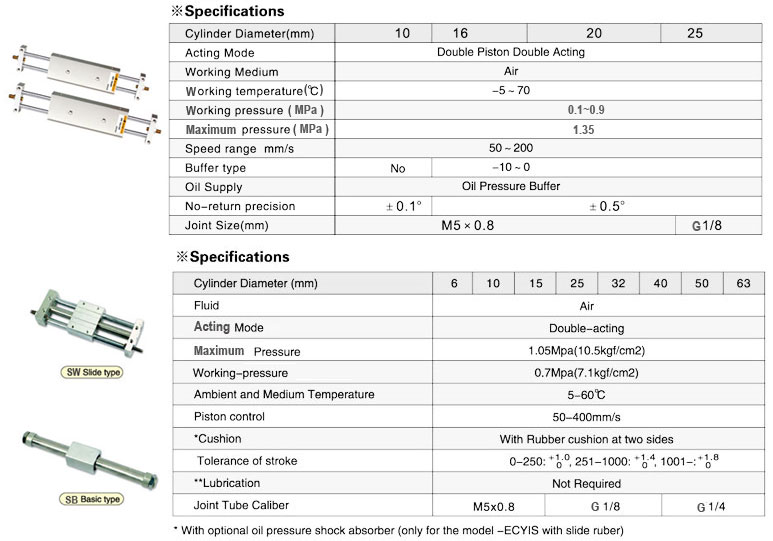 ※Specifications
Cylinder Diameter(mm) 10 16 20 25
Acting Mode Double Piston Double Acting
Working Medium Air
Working temperature(℃) −5 ~ 70
Working pressure ( MPa ) 0.1~0.9
Maximum pressure ( MPa ) 1.35
Speed range mm/s 50 ~ 200
Buffer type No −10 ~ 0
Oil Supply Oil Pressure Buffer
No−return precision ± 0.1° ± 0.5°
Joint Size(mm) M5 × 0.8 G 1/8
※Specifications
Cylinder Diameter (mm) 6 10 15 25 32 40 50 63
Fluid Air
Acting Mode Double−acting
Maximum Pressure 1.05Mpa(10.5kgf/cm2)
Working−pressure 0.7Mpa(7.1kgf/cm2)
SW Slide type
Ambient and Medium Temperature 5−60℃
Piston control 50−400mm/s
*Cushion With Rubber cushion at two sides
Tolerance of stroke 0−250: +1.0 0, 251−1000: +1.4 0, 1001−:+1.8 0
**Lubrication Not Required
SB Basic type
Joint Tube Caliber M5x0.8 G 1/8 G 1/4
* With optional oil pressure shock absorber (only for the model −ECYIS with slide ruber)